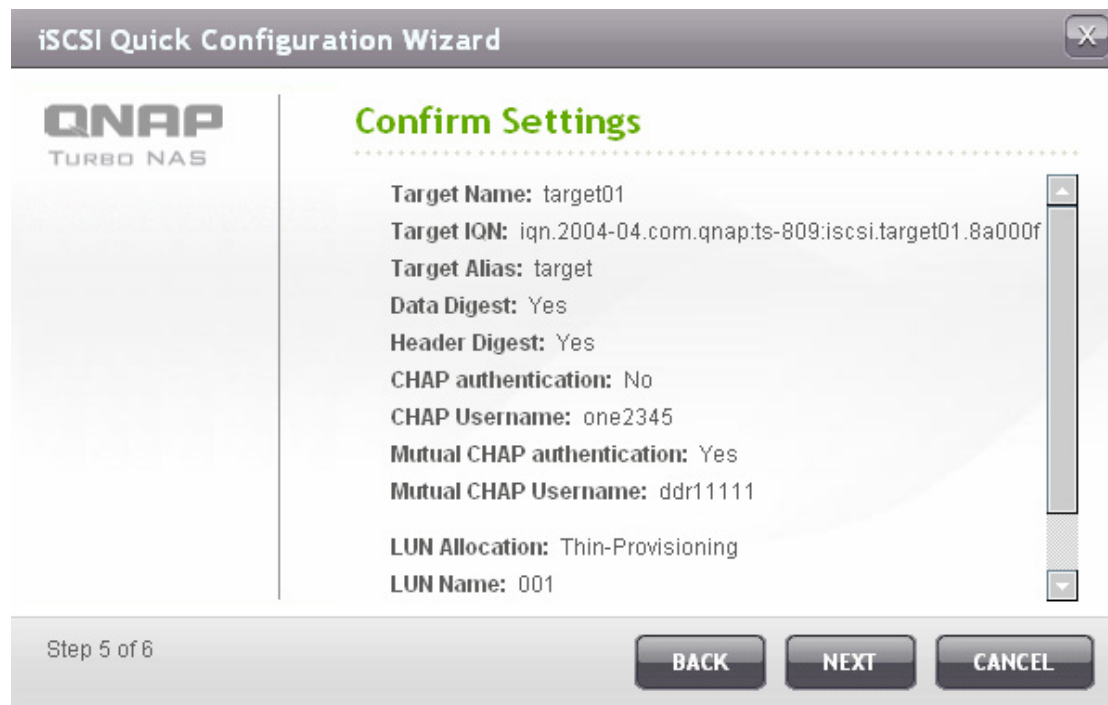 iSCSI Quick Configuration Wizard
X
QNAP
TURBO NAS
Confirm Settings
Target Name: target01
Target IQN: iqn.2004-04.com.qnap:ts-809:iscsi.target01.8a000f
Target Alias: target
Data Digest: Yes
Header Digest: Yes
CHAP authentication: No
CHAP Username: one2345
Mutual CHAP authentication: Yes
Mutual CHAP Username: ddr11111
LUN Allocation: Thin-Provisioning
LUN Name: 001
Step 5 of 6
BACK NEXT CANCEL